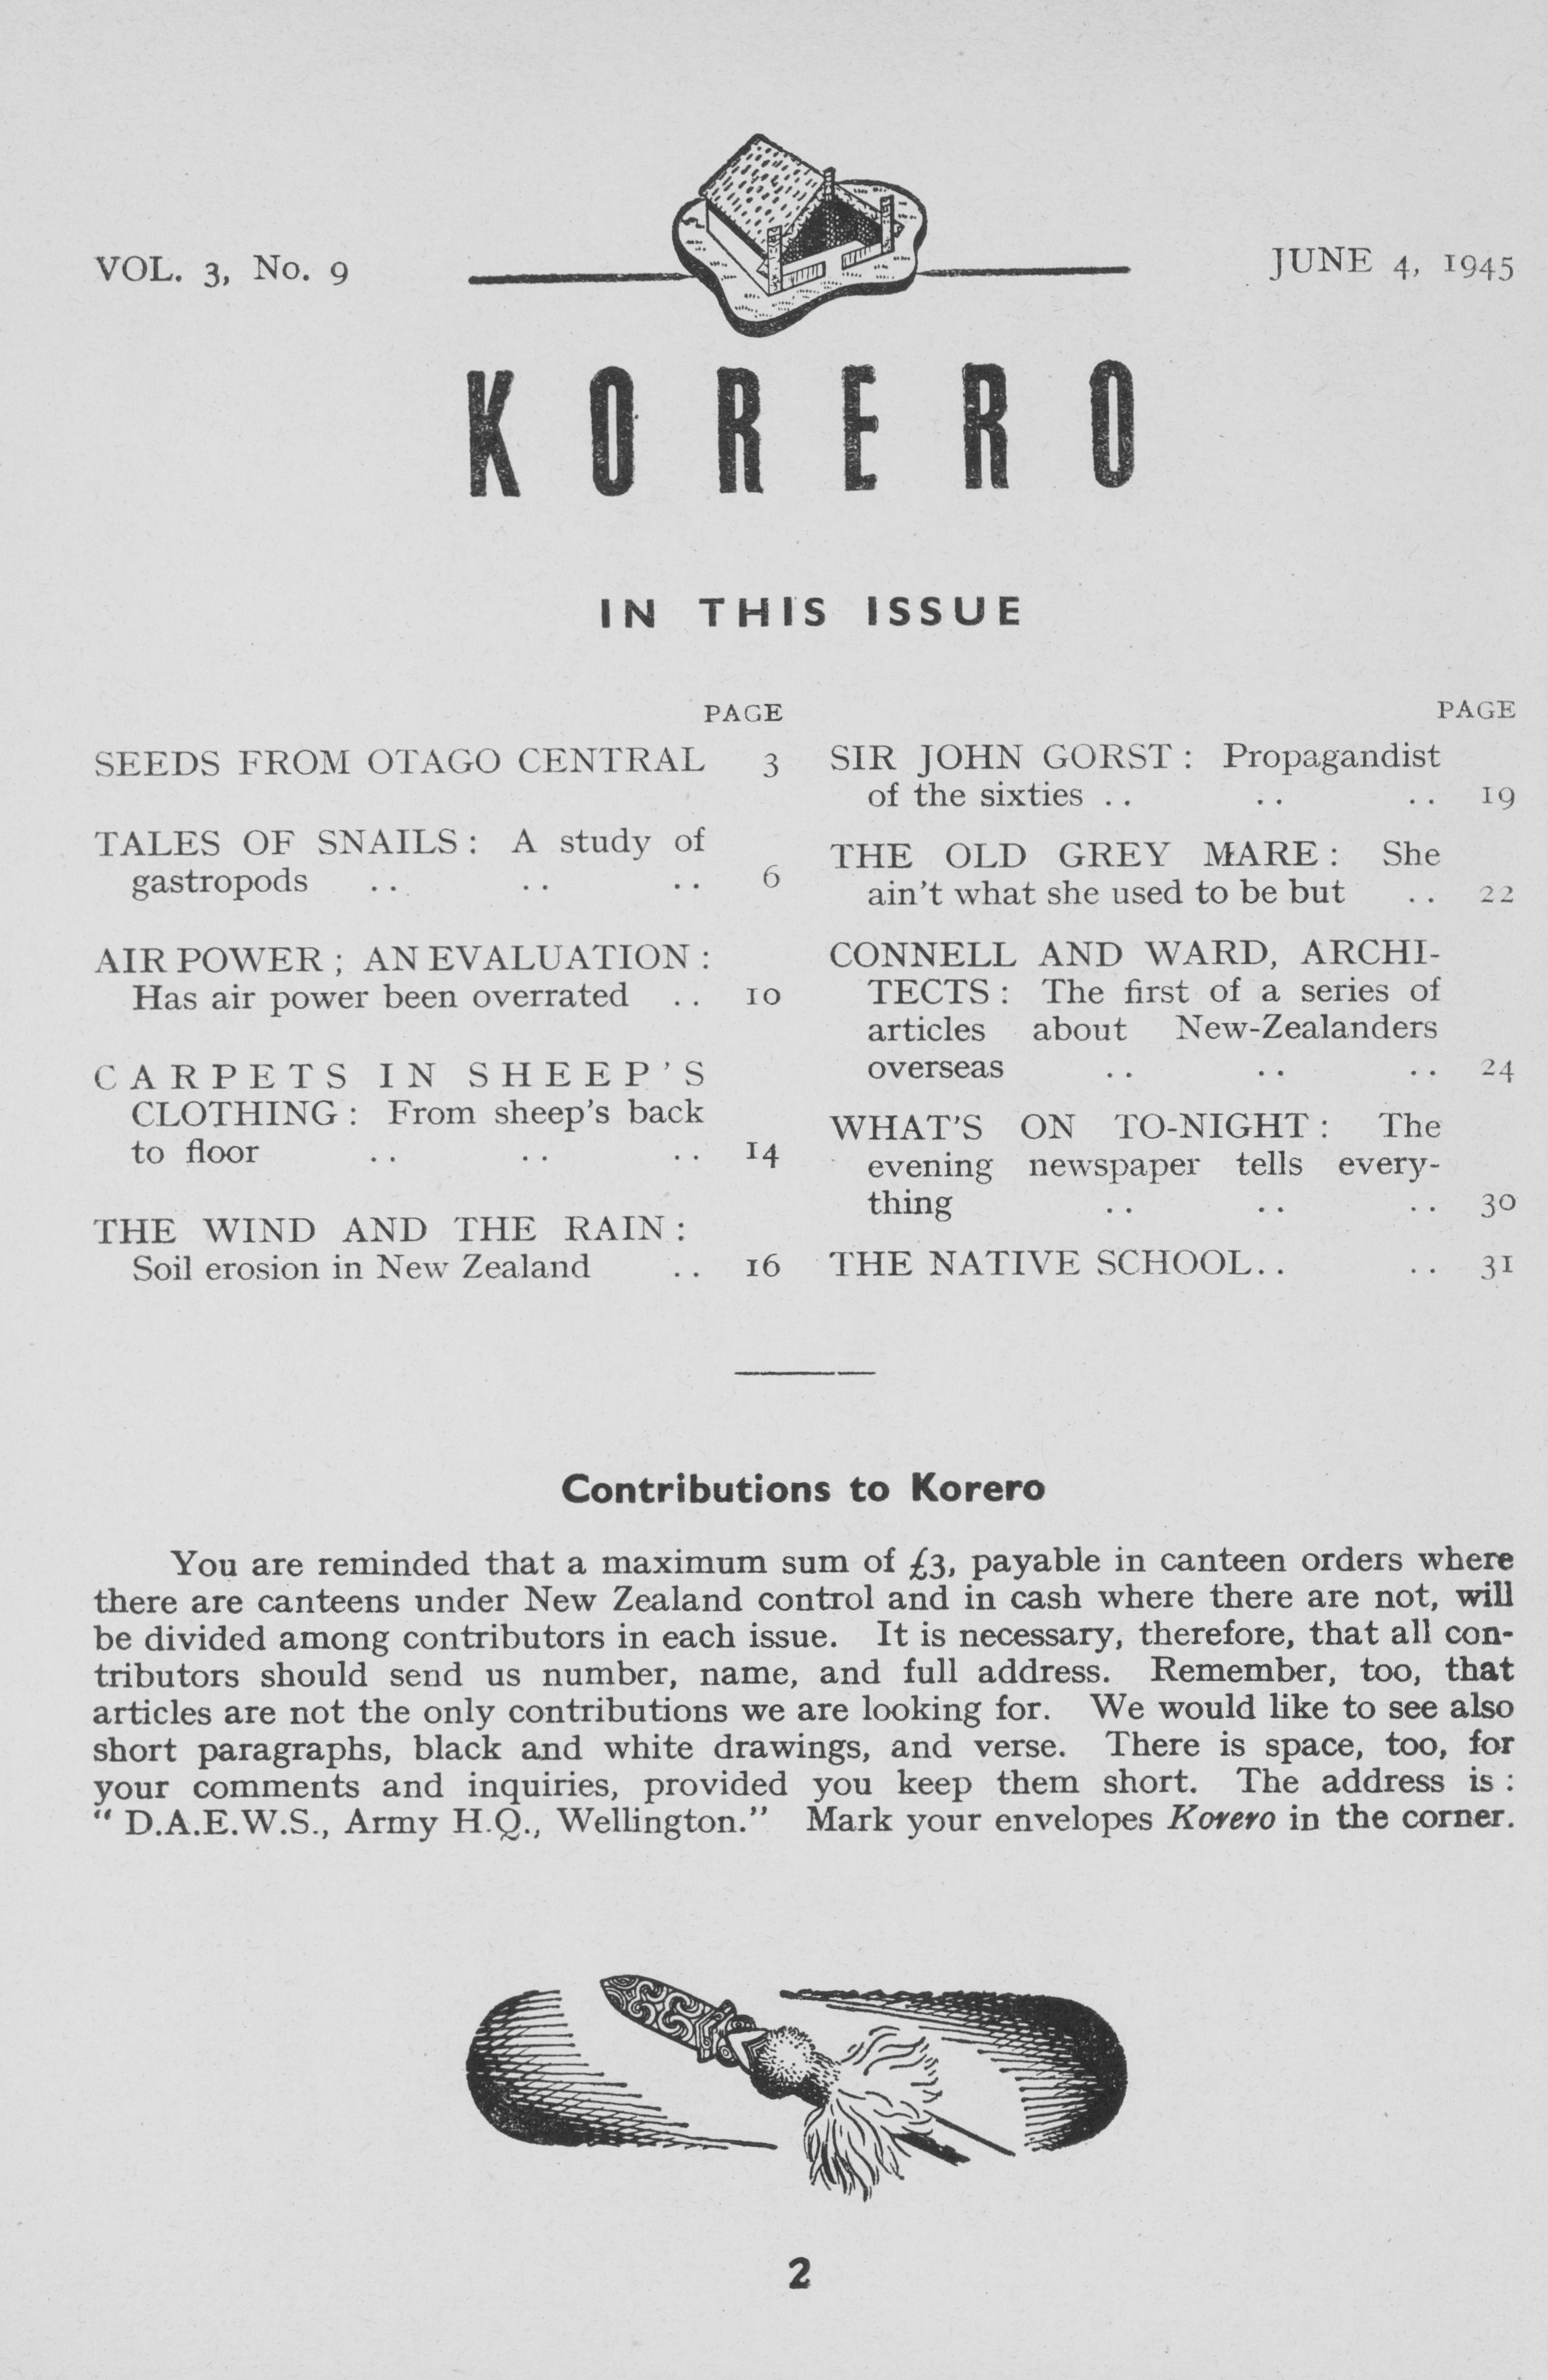 VOL. 3, No. 9
JUNE 4, 1945
KORERO
IN THIS ISSUE
PAGE
SEEDS FROM OTAGO CENTRAL 3
TALES OF SNAILS : A study of
gastropods .. .. .. 6
AIR POWER ; AN EVALUATION :
Has air power been overrated .. 10
CARPETS IN SHEEP'S
CLOTHING : From sheep's back
to floor .. .. .. 14
THE WIND AND THE RAIN :
Soil erosion in New Zealand .. 16
PAGE
SIR JOHN GORST : Propagandist
of the sixties .. .. .. 19
THE OLD GREY MARE : She
ain't what she used to be but .. 22
CONNELL AND WARD, ARCHI-
TECTS : The first of a series of
articles about New-Zealanders
overseas .. .. .. 24
WHAT'S ON TO-NIGHT : The
evening newspaper tells every-
thing .. .. .. 30
THE NATIVE SCHOOL.. .. 31
Contributions to Korero
You are reminded that a maximum sum of £3, payable in canteen orders where
there are canteens under New Zealand control and in cash where there are not, will
be divided among contributors in each issue. It is necessary, therefore, that all con-
tributors should send us number, name, and full address. Remember, too, that
articles are not the only contributions we are looking for. We would like to see also
short paragraphs, black and white drawings, and verse. There is space, too, for
your comments and inquiries, provided you keep them short. The address is :
" D.A.E.W.S., Army H.Q., Wellington." Mark your envelopes Korero in the corner.
2